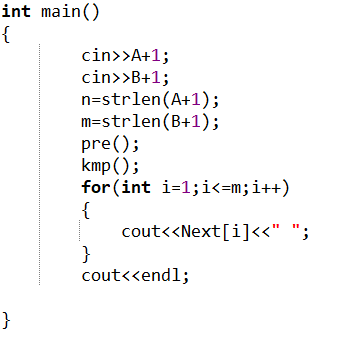 int main()
{
cin>>A+1;
cin>>B+1;
n=strlen(A+1);
m=strlen(B+1);
pre();
kmp();
for(int i=1;i<=m;i++)
{
cout<<Next[i]<<" ";
}
cout<<endl;
}